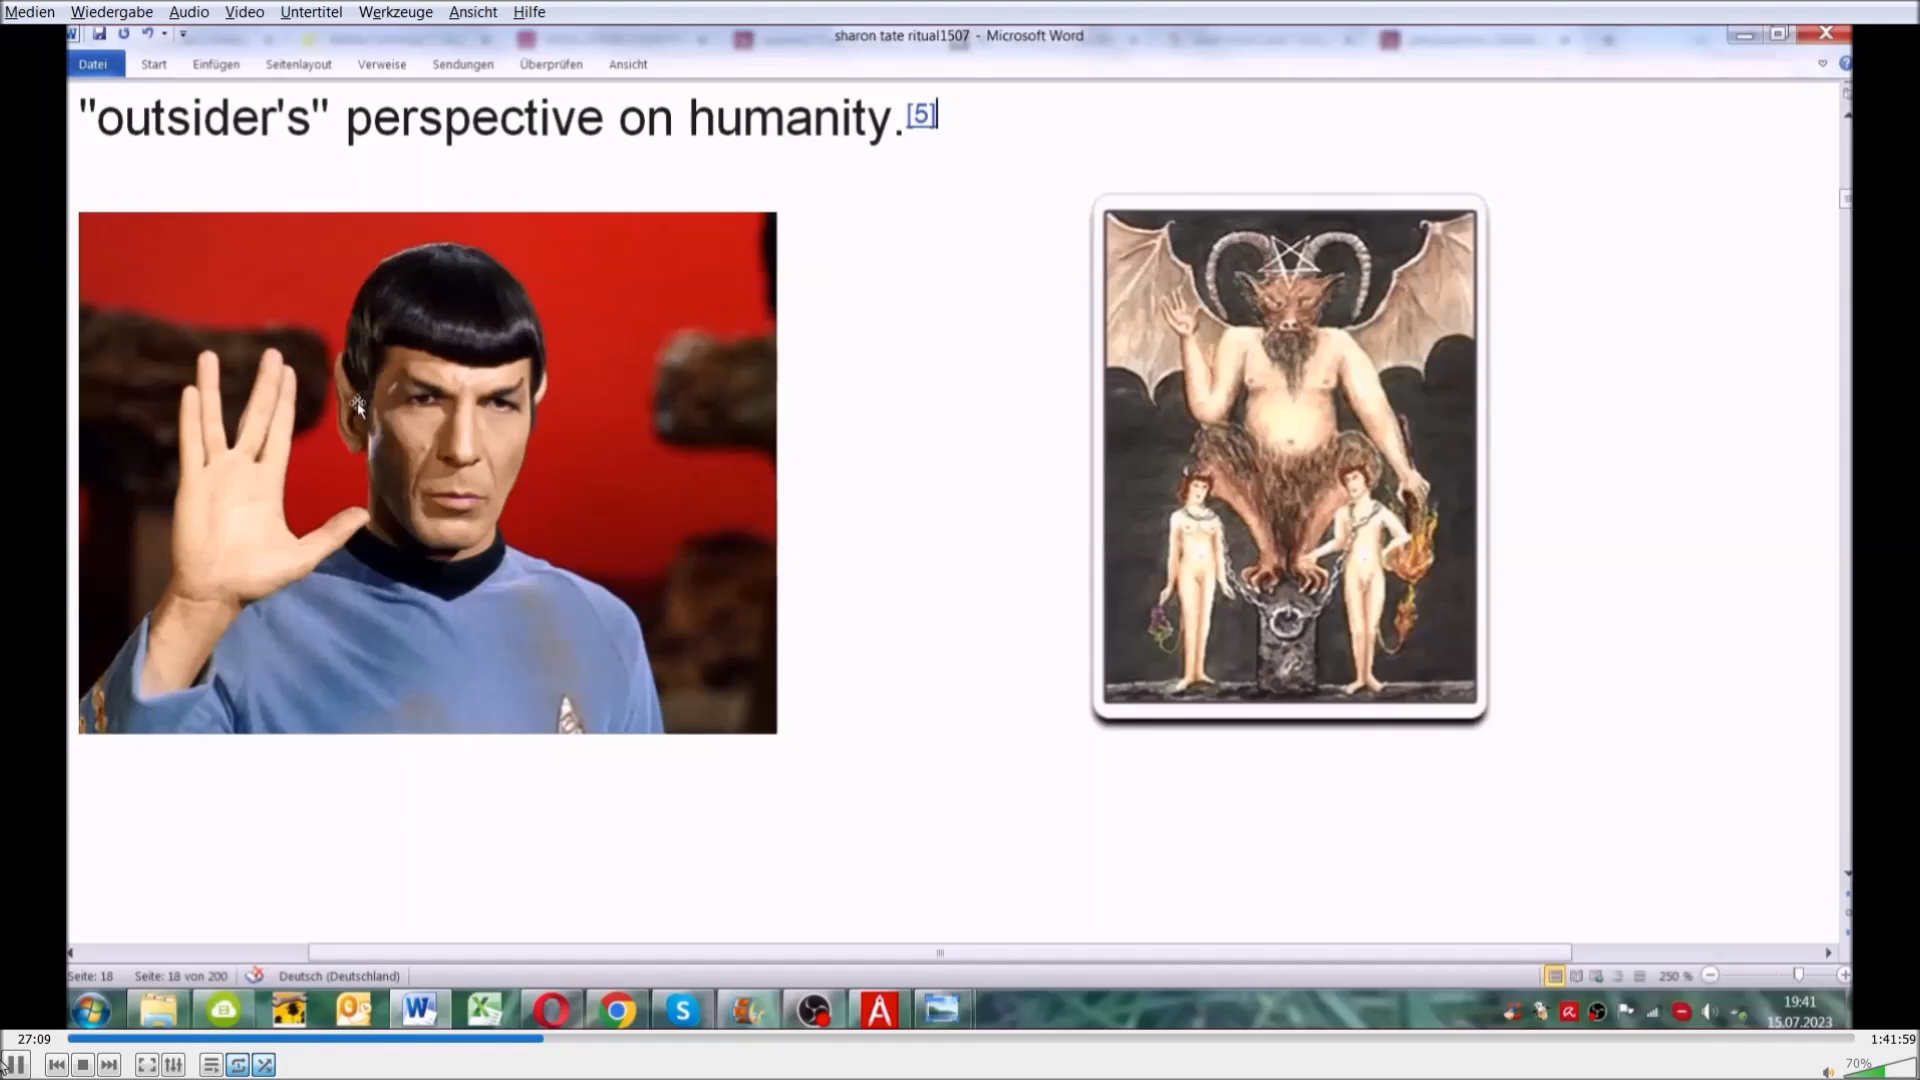 Medien Wiedergabe Audio Video Untertitel Werkzeuge Ansicht Hilfe
sharon tate ritual1507 - Microsoft Word
Datei Start Einfügen Seitenlayout Verweise Sendungen Überprüfen Ansicht
"outsider's" perspective on humanity.[5]
Seite: 18 Seite: 18 von 200 Deutsch (Deutschland) 250 %
19:41
15.07.2023
27:09 1:41:59
70%